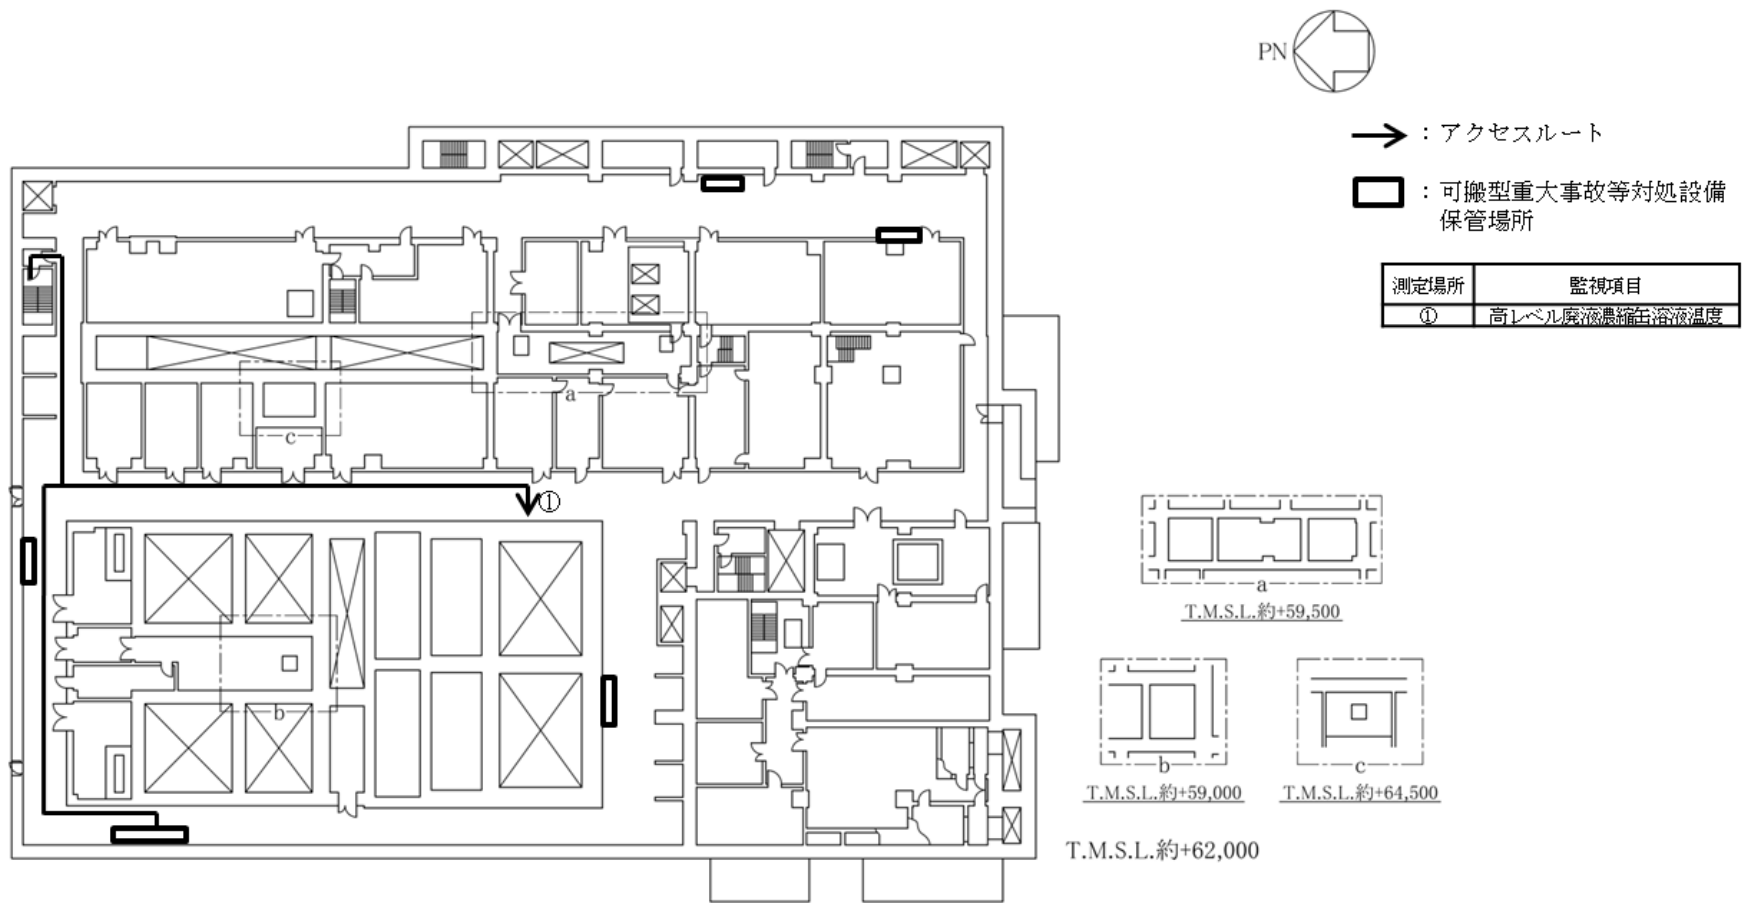 PN
：アクセスルート
：可搬型重大事故等対処設備
保管場所
測定場所 監視項目
① 高レベル廃液濃縮缶溶液温度
①
a
c
b
a
T.M.S.L.約+59,500
b
T.M.S.L.約+59,000
c
T.M.S.L.約+64,500
T.M.S.L.約+62,000